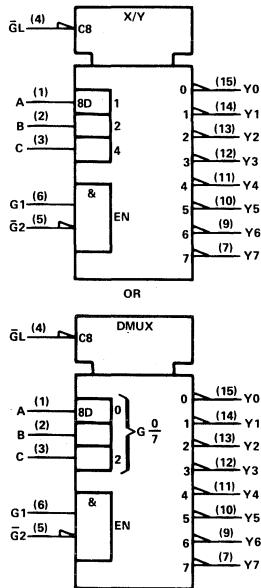 X/Y
G̅L (4) C8
0 (15) Y0
A (1) 8D 1
1 (14) Y1
B (2) 2
2 (13) Y2
C (3) 4
3 (12) Y3
&
4 (11) Y4
G1 (6)
EN
5 (10) Y5
G̅2 (5)
6 (9) Y6
7 (7) Y7
OR
DMUX
G̅L (4) C8
0 (15) Y0
A (1) 8D 0
1 (14) Y1
B (2)
G 0/7
2 (13) Y2
C (3) 2
3 (12) Y3
&
4 (11) Y4
G1 (6)
EN
5 (10) Y5
G̅2 (5)
6 (9) Y6
7 (7) Y7